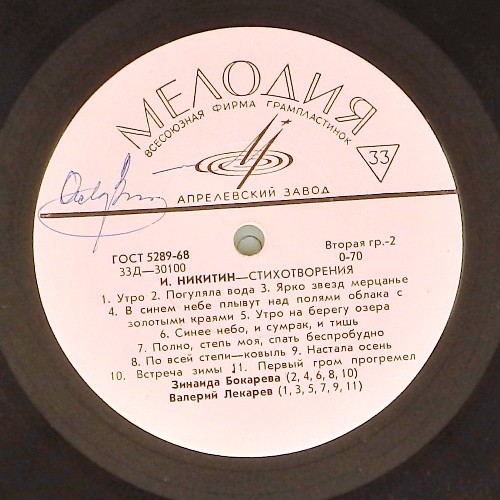 МЕЛОДИЯ
ВСЕСОЮЗНАЯ ФИРМА ГРАМПЛАСТИНОК
33
АПРЕЛЕВСКИЙ ЗАВОД
ГОСТ 5289-68
Вторая гр.-2
33Д—30100
0-70
И. НИКИТИН—СТИХОТВОРЕНИЯ
1. Утро 2. Погуляла вода 3. Ярко звезд мерцанье
4. В синем небе плывут над полями облака с
золотыми краями 5. Утро на берегу озера
6. Синее небо, и сумрак, и тишь
7. Полно, степь моя, спать беспробудно
8. По всей степи—ковыль 9. Настала осень
10. Встреча зимы 11. Первый гром прогремел
Зинаида Бокарева (2, 4, 6, 8, 10)
Валерий Лекарев (1, 3, 5, 7, 9, 11)